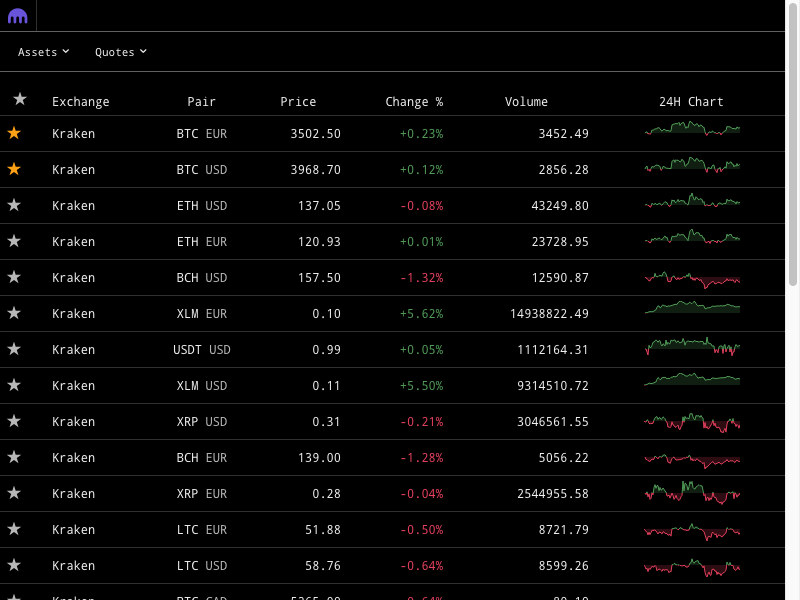 Assets Quotes
Exchange Pair Price Change % Volume 24H Chart
Kraken BTC EUR 3502.50 +0.23% 3452.49
Kraken BTC USD 3968.70 +0.12% 2856.28
Kraken ETH USD 137.05 -0.08% 43249.80
Kraken ETH EUR 120.93 +0.01% 23728.95
Kraken BCH USD 157.50 -1.32% 12590.87
Kraken XLM EUR 0.10 +5.62% 14938822.49
Kraken USDT USD 0.99 +0.05% 1112164.31
Kraken XLM USD 0.11 +5.50% 9314510.72
Kraken XRP USD 0.31 -0.21% 3046561.55
Kraken BCH EUR 139.00 -1.28% 5056.22
Kraken XRP EUR 0.28 -0.04% 2544955.58
Kraken LTC EUR 51.88 -0.50% 8721.79
Kraken LTC USD 58.76 -0.64% 8599.26
Kraken BTC CAD